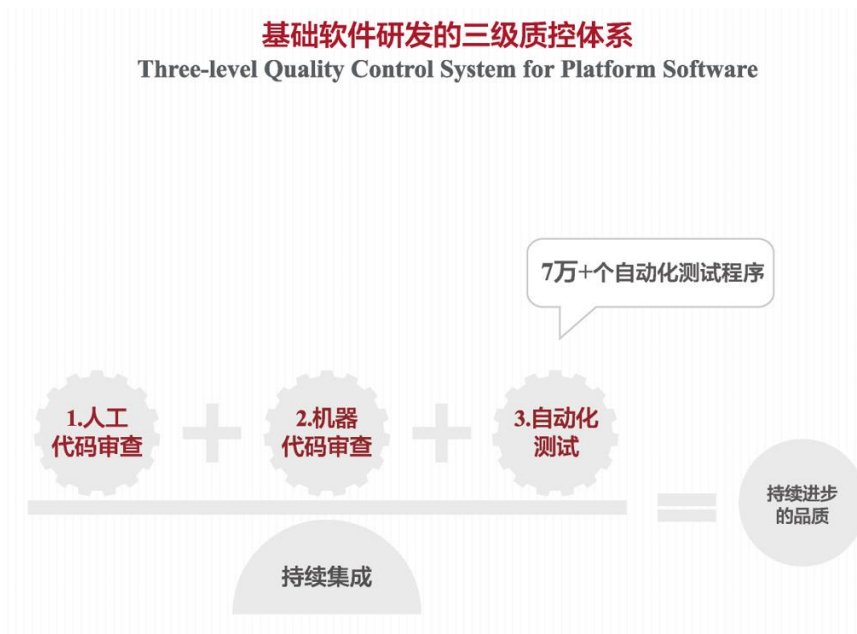 基础软件研发的三级质控体系
Three-level Quality Control System for Platform Software
7万+个自动化测试程序
1.人工
代码审查
+
2.机器
代码审查
+
3.自动化
测试
=
持续进步
的品质
持续集成